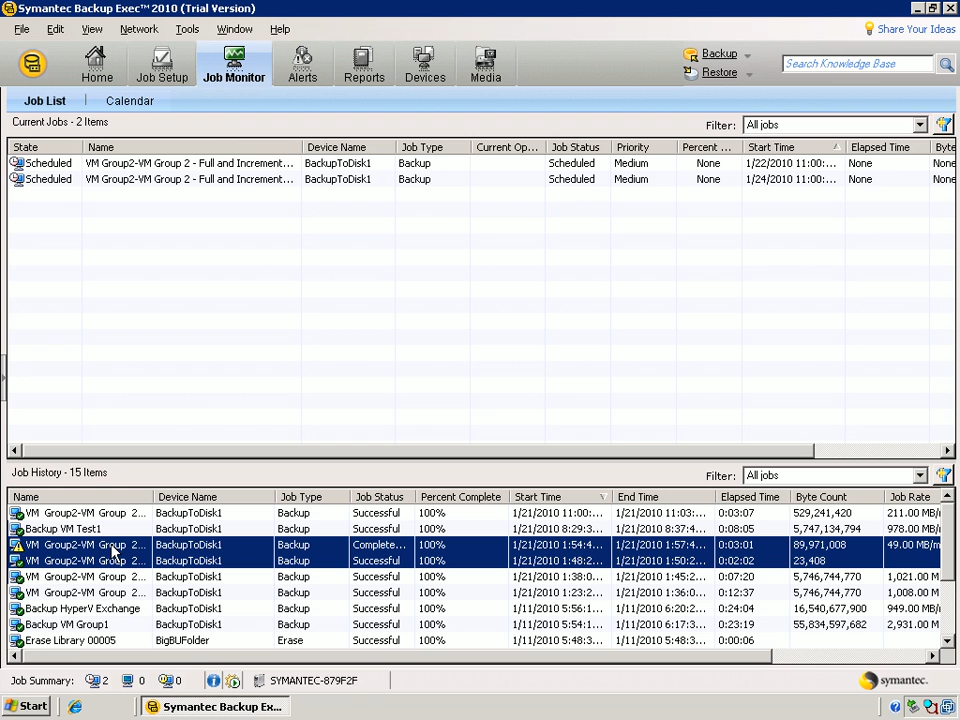 Symantec Backup Exec™ 2010 (Trial Version)
File Edit View Network Tools Window Help Share Your Ideas
Home Job Setup Job Monitor Alerts Reports Devices Media Backup Restore Search Knowledge Base
Job List Calendar
Current Jobs - 2 Items Filter: All jobs
State Name Device Name Job Type Current Op... Job Status Priority Percent ... Start Time Elapsed Time Byte
Scheduled VM Group2-VM Group 2 - Full and Increment... BackupToDisk1 Backup Scheduled Medium None 1/22/2010 11:00:... None None
Scheduled VM Group2-VM Group 2 - Full and Increment... BackupToDisk1 Backup Scheduled Medium None 1/24/2010 11:00:... None None
Job History - 15 Items Filter: All jobs
Name Device Name Job Type Job Status Percent Complete Start Time End Time Elapsed Time Byte Count Job Rate
VM Group2-VM Group 2... BackupToDisk1 Backup Successful 100% 1/21/2010 11:00:... 1/21/2010 11:03:... 0:03:07 529,241,420 211.00 MB/
Backup VM Test1 BackupToDisk1 Backup Successful 100% 1/21/2010 8:29:3... 1/21/2010 8:37:4... 0:08:05 5,747,134,794 978.00 MB/
VM Group2-VM Group 2... BackupToDisk1 Backup Complete... 100% 1/21/2010 1:54:4... 1/21/2010 1:57:4... 0:03:01 89,971,008 49.00 MB/m
VM Group2-VM Group 2... BackupToDisk1 Backup Successful 100% 1/21/2010 1:48:2... 1/21/2010 1:50:2... 0:02:02 23,408
VM Group2-VM Group 2... BackupToDisk1 Backup Successful 100% 1/21/2010 1:38:0... 1/21/2010 1:45:2... 0:07:20 5,746,744,770 1,021.00 M
VM Group2-VM Group 2... BackupToDisk1 Backup Successful 100% 1/21/2010 1:23:2... 1/21/2010 1:36:0... 0:12:37 5,746,744,770 1,008.00 M
Backup HyperV Exchange BackupToDisk1 Backup Successful 100% 1/11/2010 5:56:1... 1/11/2010 6:20:2... 0:24:04 16,540,677,900 949.00 MB/
Backup VM Group1 BackupToDisk1 Backup Successful 100% 1/11/2010 5:54:1... 1/11/2010 6:17:3... 0:23:19 55,834,597,682 2,931.00 M
Erase Library 00005 BigBUFolder Erase Successful 100% 1/11/2010 5:48:3... 1/11/2010 5:48:3... 0:00:06
Job Summary: 2 0 0 SYMANTEC-879F2F symantec.
Start Symantec Backup Ex...